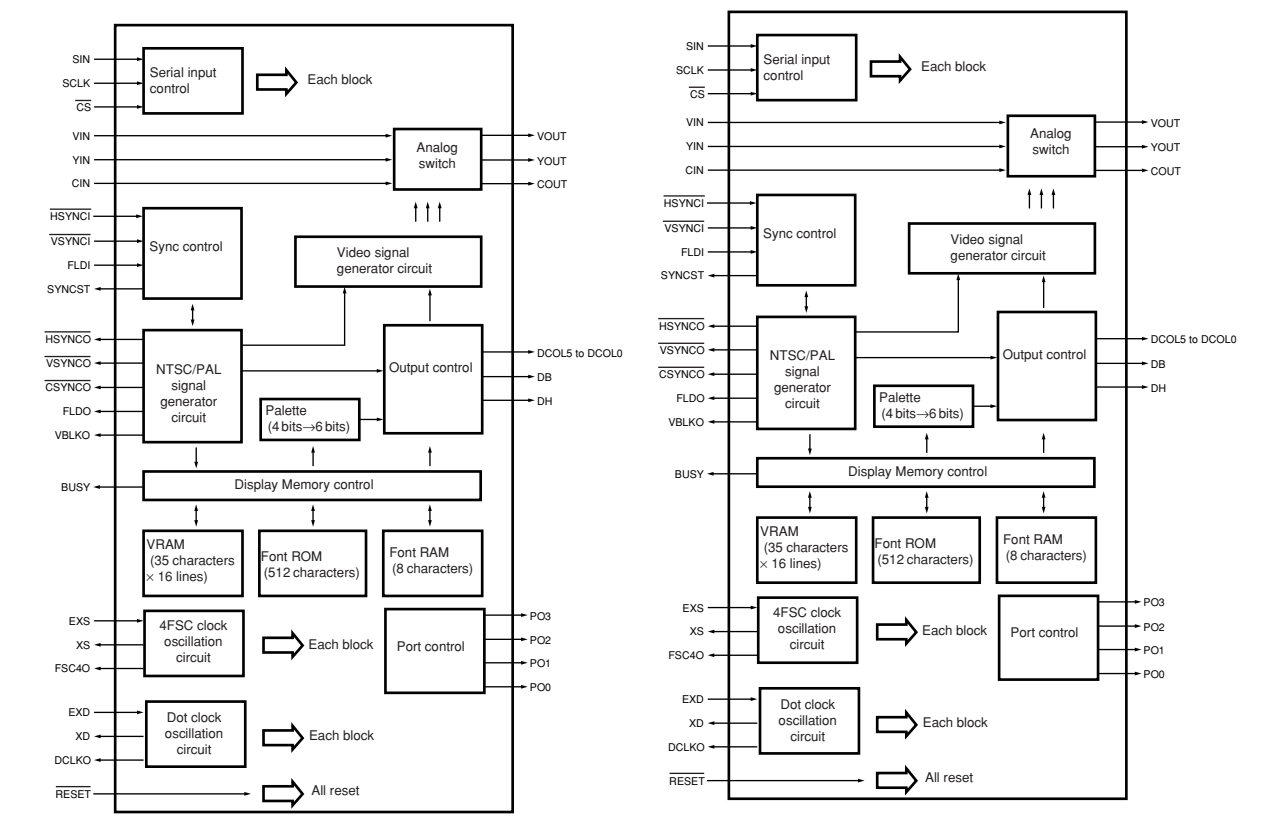 SIN
SCLK
CS
Serial input
control
Each block
VIN
YIN
CIN
Analog
switch
VOUT
YOUT
COUT
HSYNCI
VSYNCI
FLDI
SYNCST
Sync control
Video signal
generator circuit
HSYNCO
VSYNCO
CSYNCO
FLDO
VBLKO
NTSC/PAL
signal
generator
circuit
Output control
DCOL5 to DCOL0
DB
DH
Palette
(4 bits→6 bits)
BUSY
Display Memory control
VRAM
(35 characters
× 16 lines)
Font ROM
(512 characters)
Font RAM
(8 characters)
EXS
XS
FSC4O
4FSC clock
oscillation
circuit
Each block
Port control
PO3
PO2
PO1
PO0
EXD
XD
DCLKO
Dot clock
oscillation
circuit
Each block
RESET
All reset
SIN
SCLK
CS
Serial input
control
Each block
VIN
YIN
CIN
Analog
switch
VOUT
YOUT
COUT
HSYNCI
VSYNCI
FLDI
SYNCST
Sync control
Video signal
generator circuit
HSYNCO
VSYNCO
CSYNCO
FLDO
VBLKO
NTSC/PAL
signal
generator
circuit
Output control
DCOL5 to DCOL0
DB
DH
Palette
(4 bits→6 bits)
BUSY
Display Memory control
VRAM
(35 characters
× 16 lines)
Font ROM
(512 characters)
Font RAM
(8 characters)
EXS
XS
FSC4O
4FSC clock
oscillation
circuit
Each block
Port control
PO3
PO2
PO1
PO0
EXD
XD
DCLKO
Dot clock
oscillation
circuit
Each block
RESET
All reset